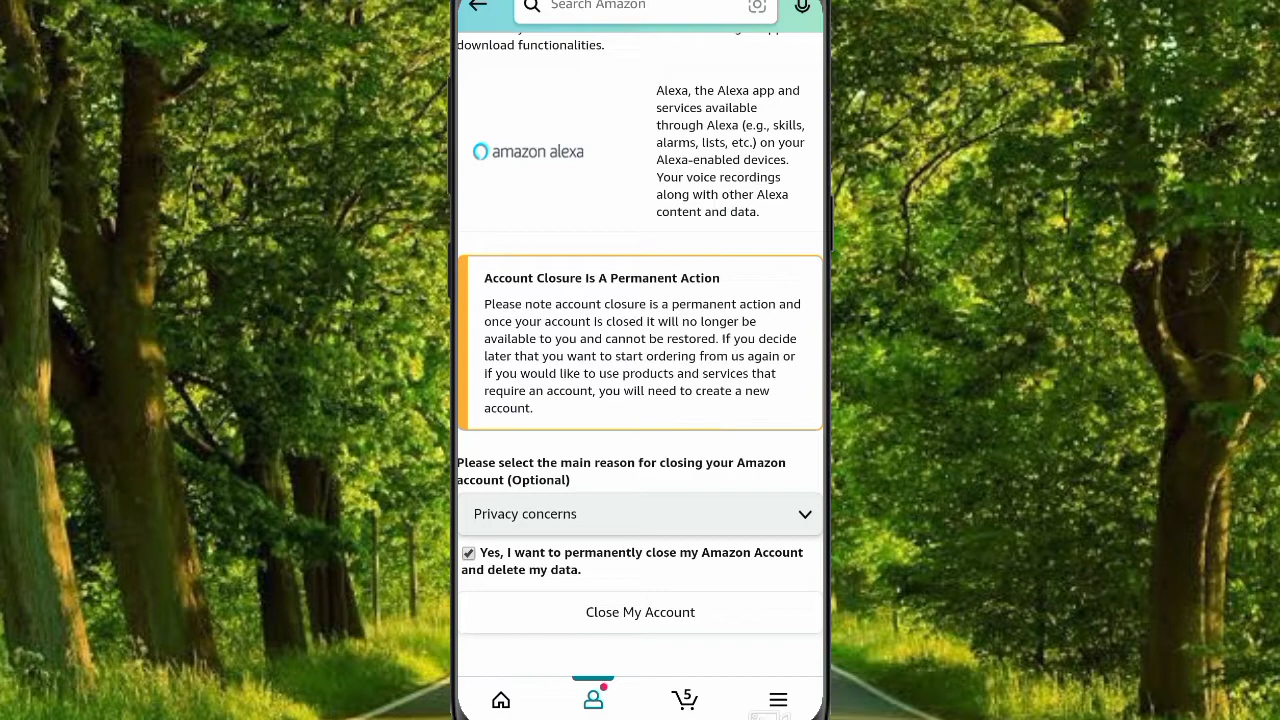 Search Amazon
download functionalities.
Alexa, the Alexa app and
services available
through Alexa (e.g., skills,
alarms, lists, etc.) on your
Alexa-enabled devices.
Your voice recordings
along with other Alexa
content and data.
amazon alexa
Account Closure Is A Permanent Action
Please note account closure is a permanent action and
once your account is closed it will no longer be
available to you and cannot be restored. If you decide
later that you want to start ordering from us again or
if you would like to use products and services that
require an account, you will need to create a new
account.
Please select the main reason for closing your Amazon
account (Optional)
Privacy concerns
Yes, I want to permanently close my Amazon Account
and delete my data.
Close My Account
5